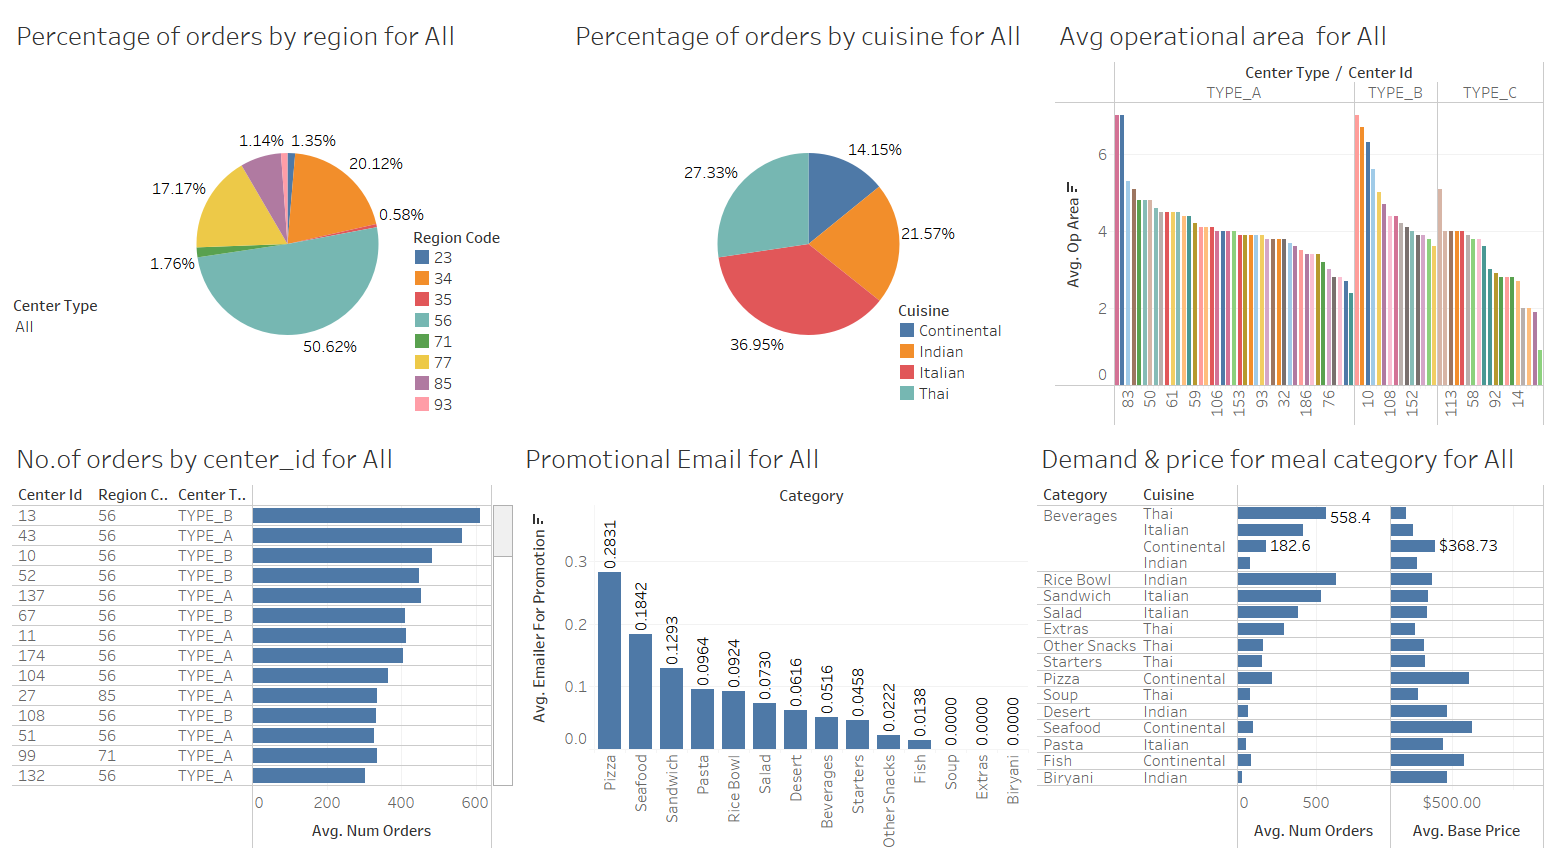 Percentage of orders by region for All
1.14%
1.35%
20.12%
17.17%
0.58%
1.76%
50.62%
Center Type
All
Region Code
23
34
35
56
71
77
85
93
Percentage of orders by cuisine for All
14.15%
27.33%
21.57%
36.95%
Cuisine
Continental
Indian
Italian
Thai
Avg operational area for All
Center Type / Center Id
TYPE_A TYPE_B TYPE_C
Avg. Op Area
6
4
2
0
83 50 61 59 106 153 93 32 186 76 10 108 152 113 58 92 14
No.of orders by center_id for All
Center Id Region C.. Center T..
13 56 TYPE_B
43 56 TYPE_A
10 56 TYPE_B
52 56 TYPE_B
137 56 TYPE_A
67 56 TYPE_B
11 56 TYPE_A
174 56 TYPE_A
104 56 TYPE_A
27 85 TYPE_A
108 56 TYPE_B
51 56 TYPE_A
99 71 TYPE_A
132 56 TYPE_A
0 200 400 600
Avg. Num Orders
Promotional Email for All
Category
Avg. Emailer For Promotion
0.3
0.2
0.1
0.0
0.2831 0.1842 0.1293 0.0964 0.0924 0.0730 0.0616 0.0516 0.0458 0.0222 0.0138 0.0000 0.0000 0.0000
Pizza Seafood Sandwich Pasta Rice Bowl Salad Desert Beverages Starters Other Snacks Fish Soup Extras Biryani
Demand & price for meal category for All
Category Cuisine
Beverages Thai 558.4
Italian
Continental 182.6 $368.73
Indian
Rice Bowl Indian
Sandwich Italian
Salad Italian
Extras Thai
Other Snacks Thai
Starters Thai
Pizza Continental
Soup Thai
Desert Indian
Seafood Continental
Pasta Italian
Fish Continental
Biryani Indian
0 500 $500.00
Avg. Num Orders Avg. Base Price